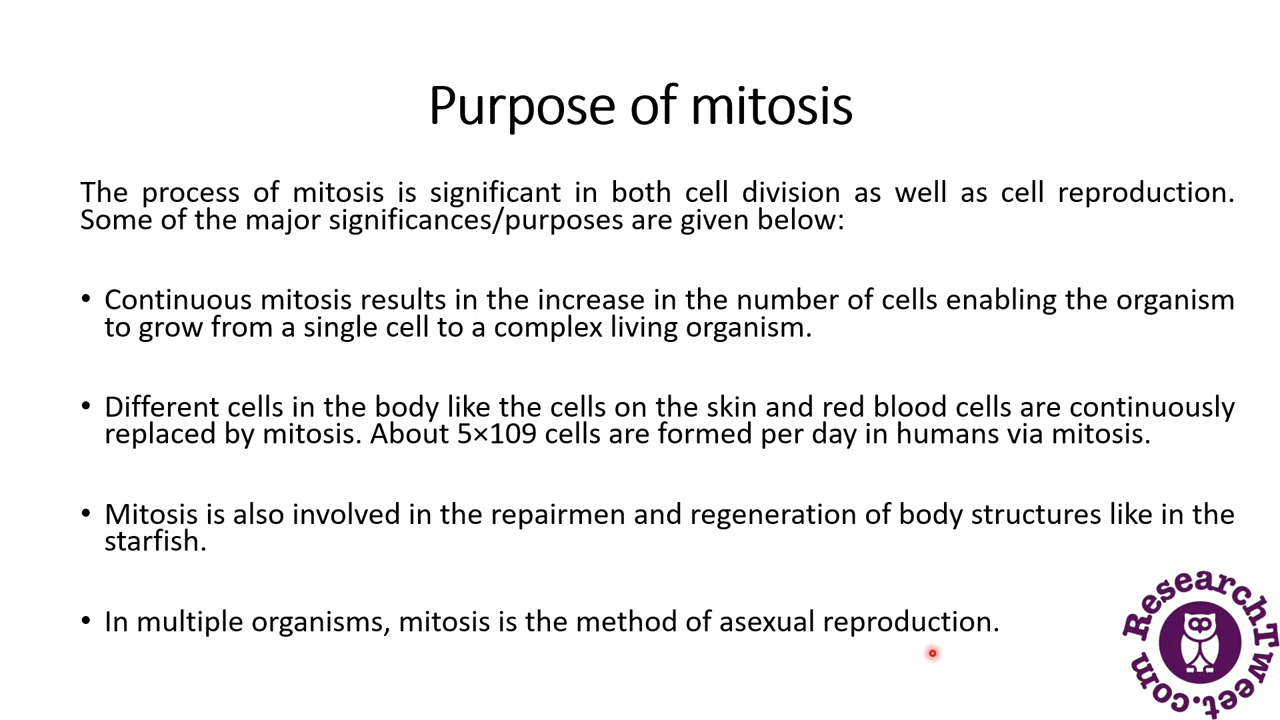 Purpose of mitosis
The process of mitosis is significant in both cell division as well as cell reproduction.
Some of the major significances/purposes are given below:
• Continuous mitosis results in the increase in the number of cells enabling the organism
to grow from a single cell to a complex living organism.
• Different cells in the body like the cells on the skin and red blood cells are continuously
replaced by mitosis. About 5×109 cells are formed per day in humans via mitosis.
• Mitosis is also involved in the repairmen and regeneration of body structures like in the
starfish.
• In multiple organisms, mitosis is the method of asexual reproduction.
ResearchTweet.com